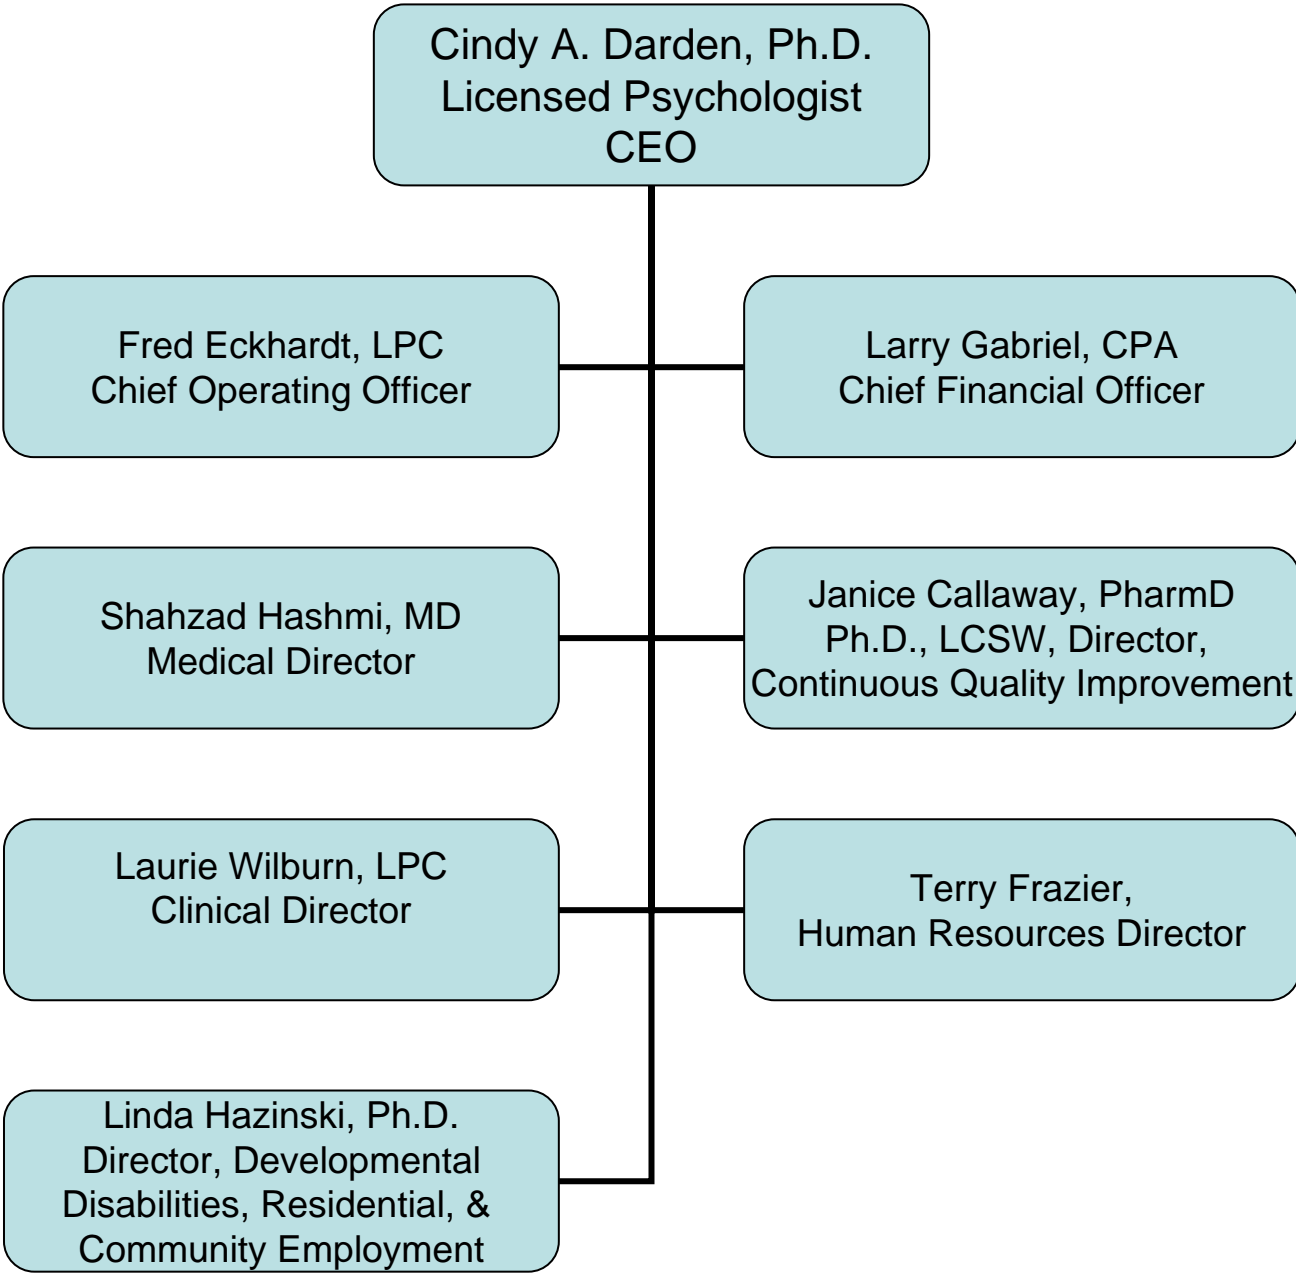 Cindy A. Darden, Ph.D.
Licensed Psychologist
CEO
Fred Eckhardt, LPC
Chief Operating Officer
Larry Gabriel, CPA
Chief Financial Officer
Shahzad Hashmi, MD
Medical Director
Janice Callaway, PharmD
Ph.D., LCSW, Director,
Continuous Quality Improvement
Laurie Wilburn, LPC
Clinical Director
Terry Frazier,
Human Resources Director
Linda Hazinski, Ph.D.
Director, Developmental
Disabilities, Residential, &
Community Employment